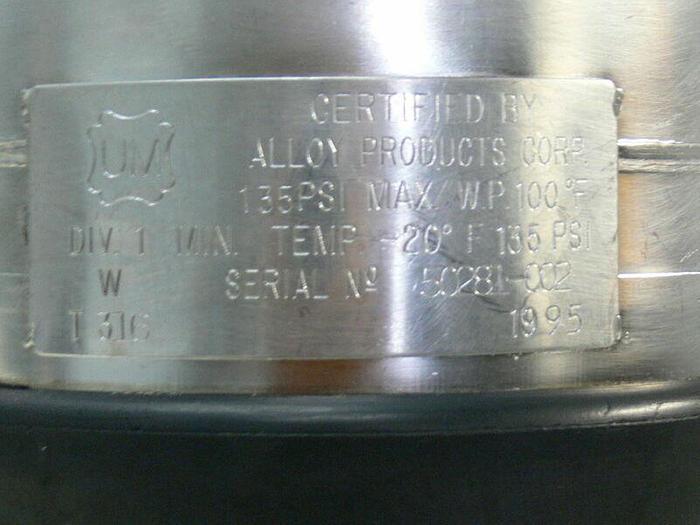 CERTIFIED BY
UM
ALLOY PRODUCTS CORP.
135PSI MAX/W.P. 100°F
DIV. 1 MIN. TEMP -20° F 135 PSI
W SERIAL Nº 50281-002
T 316 1995